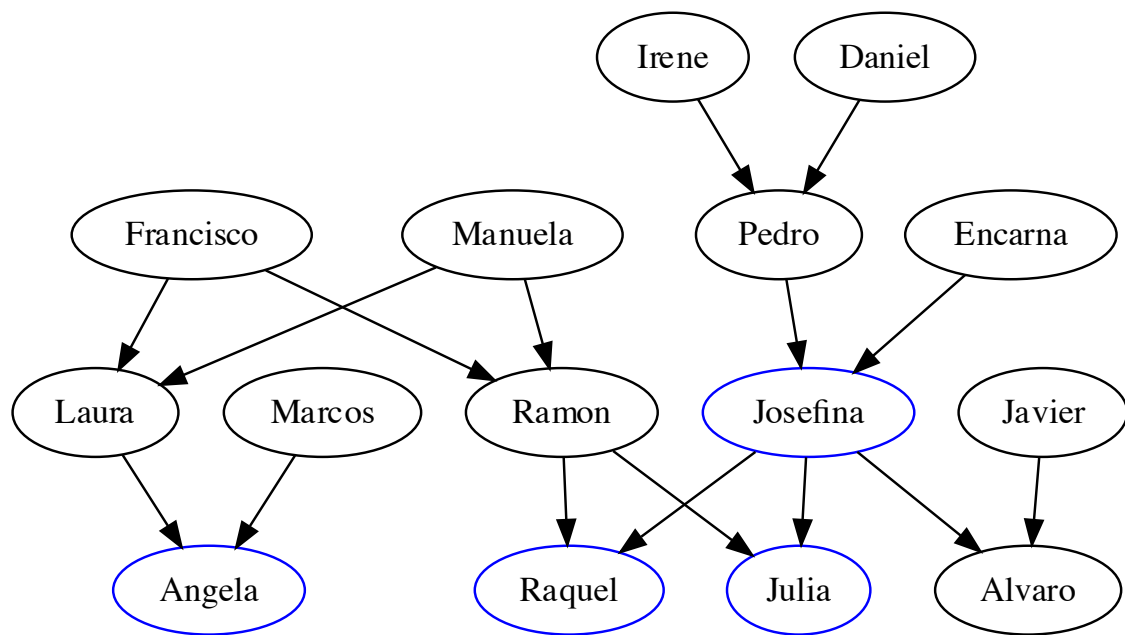 Irene Daniel
Francisco Manuela Pedro Encarna
Laura Marcos Ramon Josefina Javier
Angela Raquel Julia Alvaro